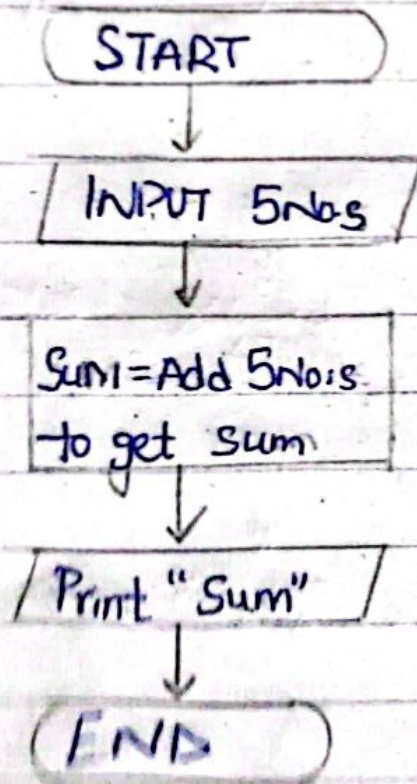 START
INPUT 5Nos
Sum=Add 5No:s
to get sum
Print "Sum"
END